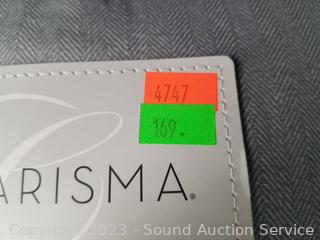 4747
169.
ARISMA®
Copyright 2023 - Sound Auction Service